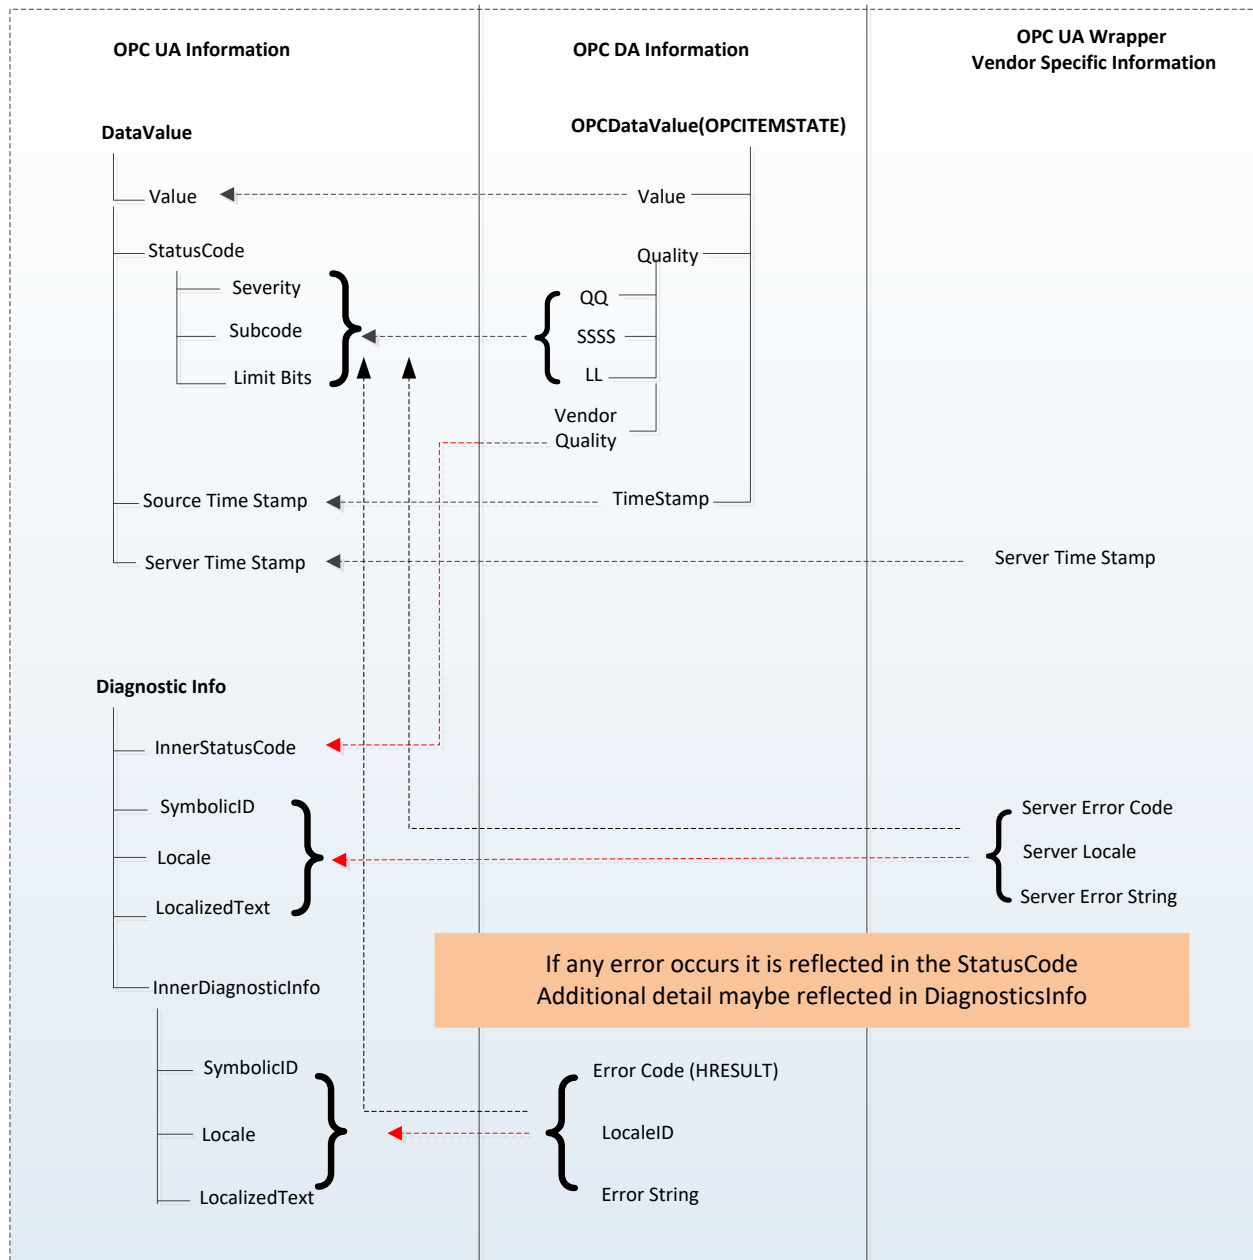 OPC UA Information
OPC DA Information
OPC UA Wrapper
Vendor Specific Information
DataValue
OPCDataValue(OPCITEMSTATE)
Value
Value
StatusCode
Quality
Severity
QQ
Subcode
SSSS
Limit Bits
LL
Vendor
Quality
Source Time Stamp
TimeStamp
Server Time Stamp
Server Time Stamp
Diagnostic Info
InnerStatusCode
SymbolicID
Server Error Code
Locale
Server Locale
LocalizedText
Server Error String
If any error occurs it is reflected in the StatusCode
Additional detail maybe reflected in DiagnosticsInfo
InnerDiagnosticInfo
SymbolicID
Error Code (HRESULT)
Locale
LocaleID
LocalizedText
Error String